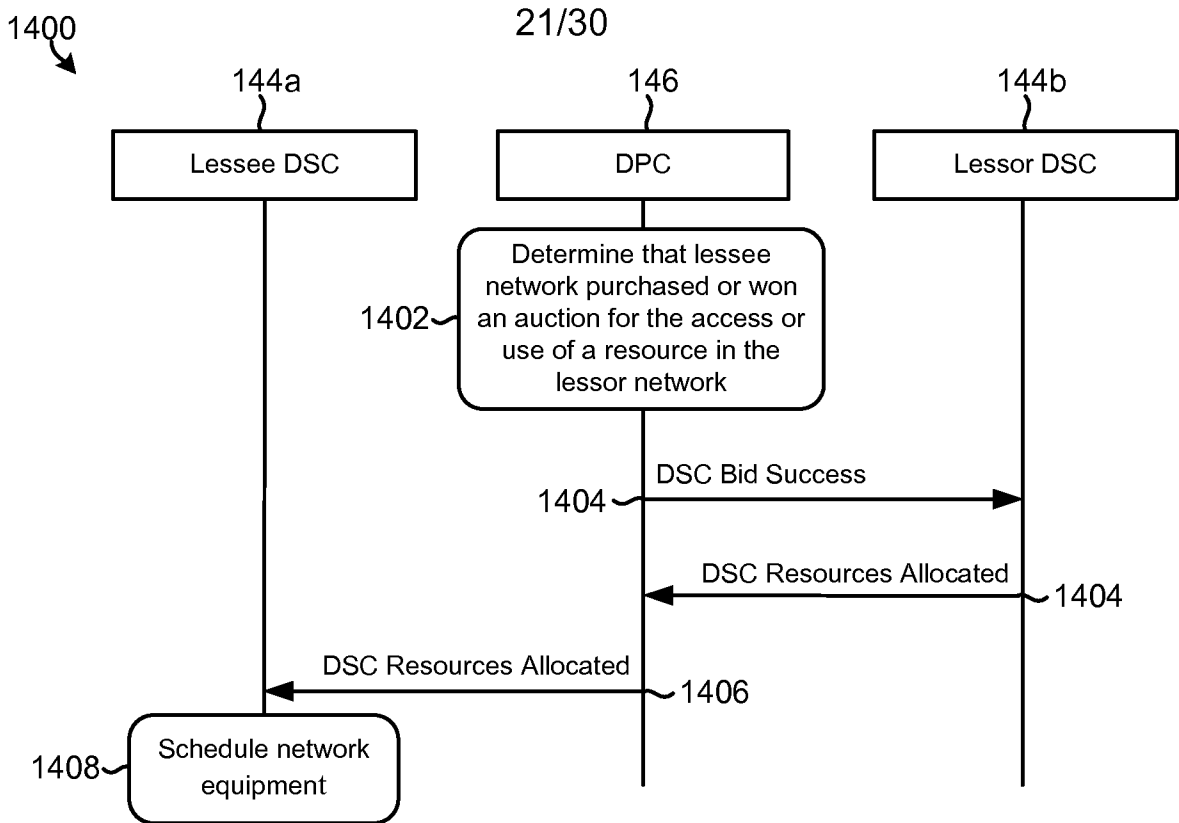 1400
21/30
144a
146
144b
Lessee DSC
DPC
Lessor DSC
Determine that lessee
network purchased or won
an auction for the access or
use of a resource in the
lessor network
1402
DSC Bid Success
1404
DSC Resources Allocated
1404
DSC Resources Allocated
1406
Schedule network
equipment
1408